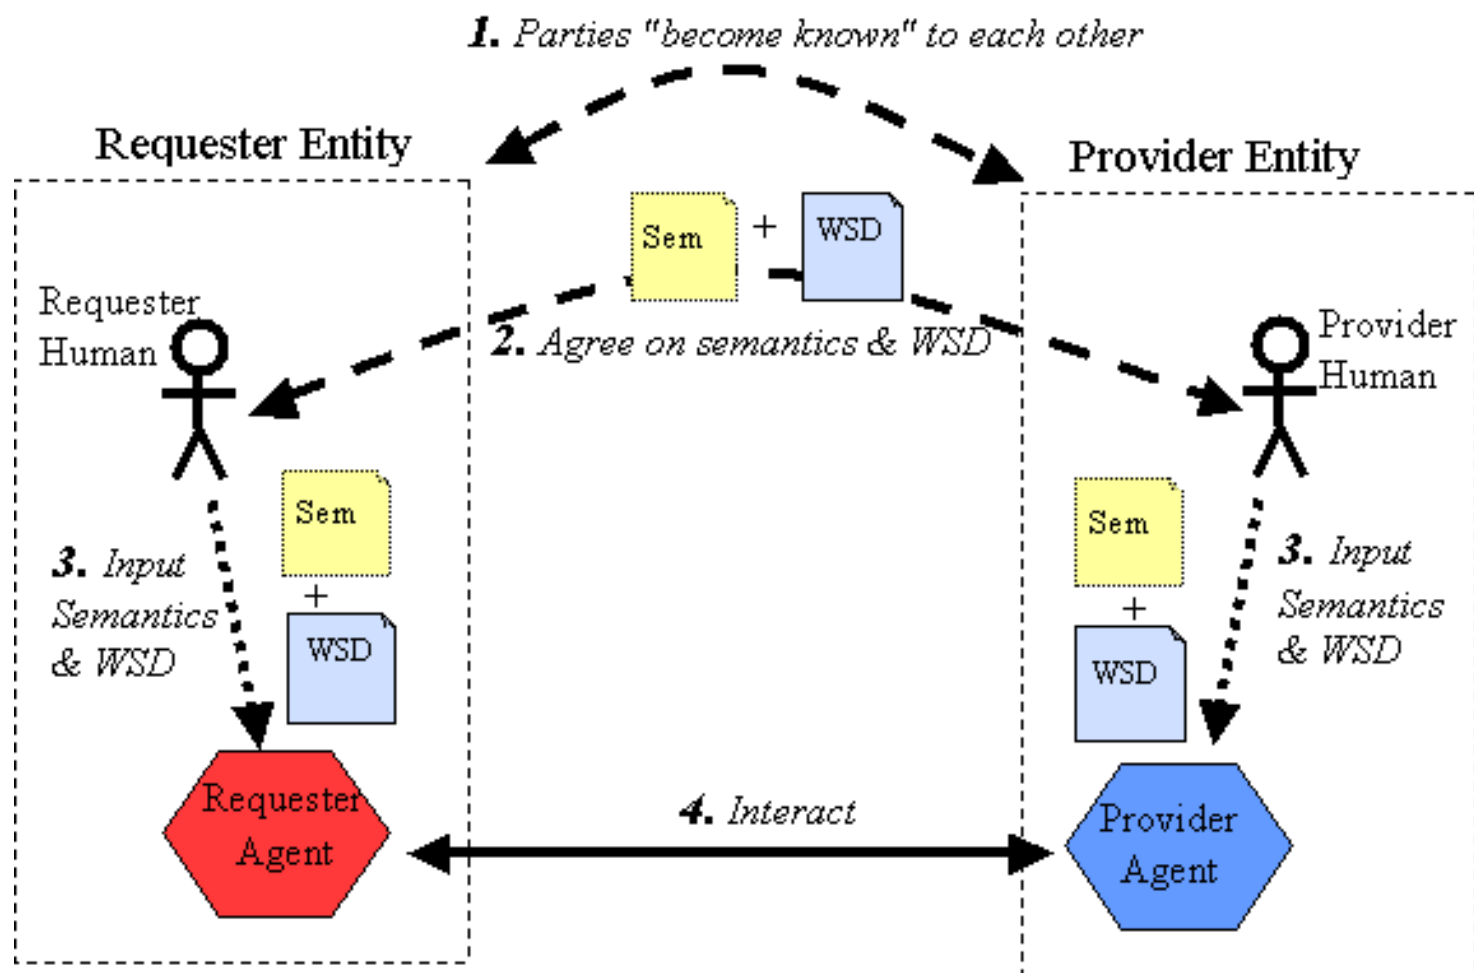 1. Parties "become known" to each other
Requester Entity
Provider Entity
Sem
+
WSD
Requester
Human
Provider
Human
2. Agree on semantics & WSD
Sem
+
WSD
3. Input
Semantics
& WSD
Sem
+
WSD
3. Input
Semantics
& WSD
Requester
Agent
4. Interact
Provider
Agent